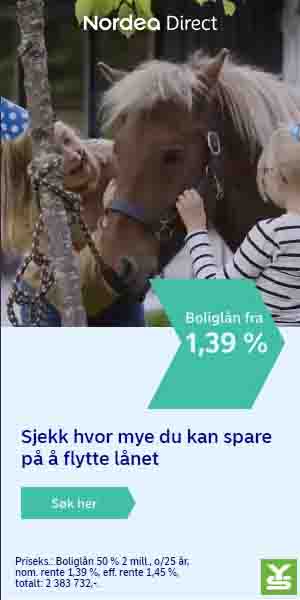 Nordea Direct
Boliglån fra
1,39 %
Sjekk hvor mye du kan spare
på å flytte lånet
Søk her
Priseks.: Boliglån 50 % 2 mill., o/25 år,
nom. rente 1,39 %, eff. rente 1,45 %,
totalt: 2 383 732,-.
YS